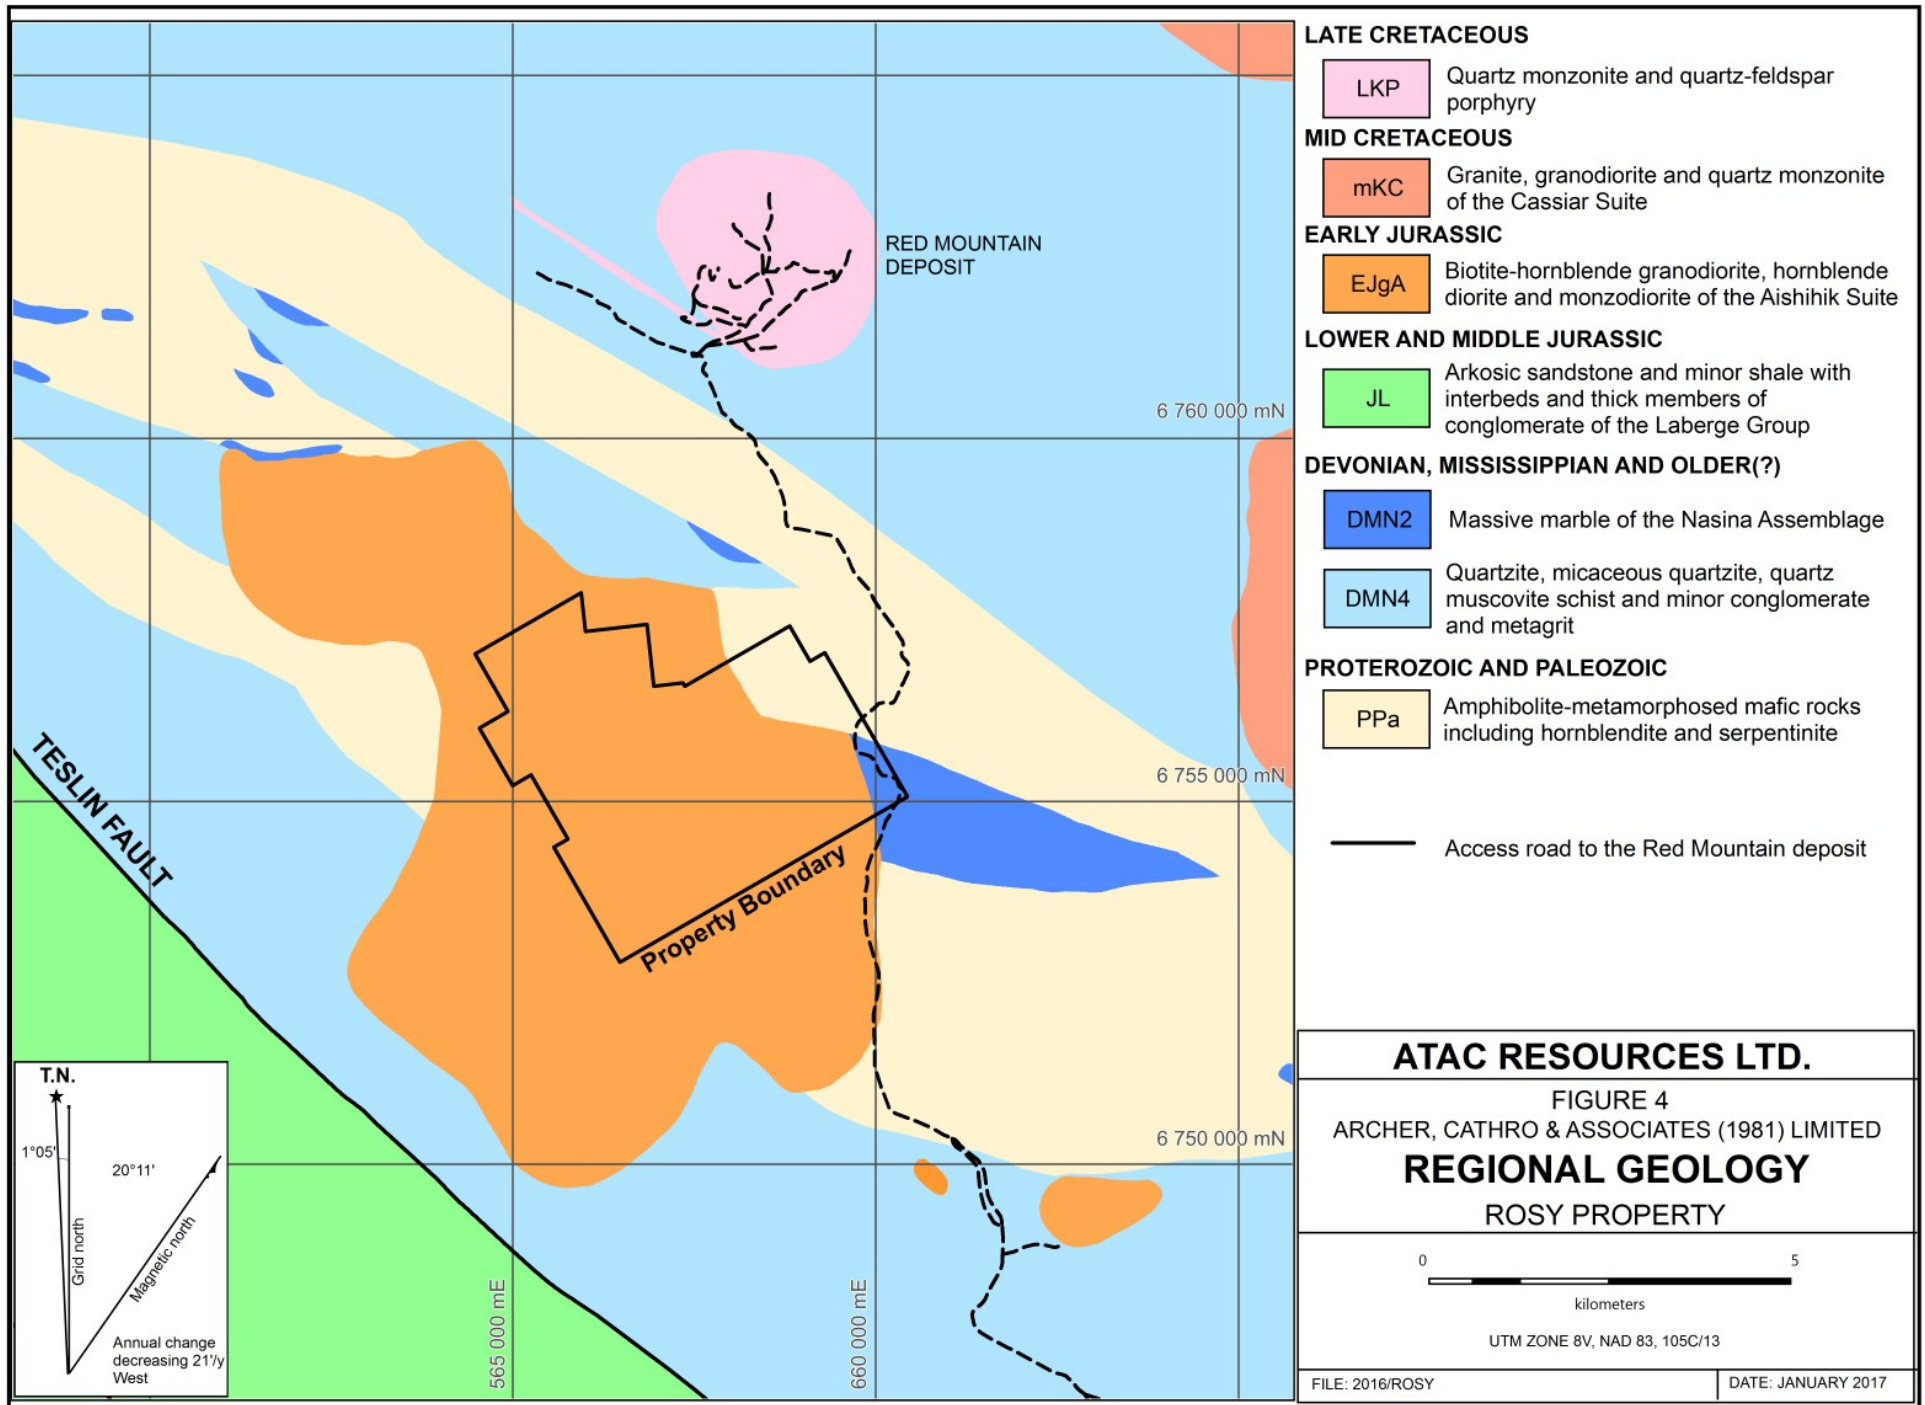 LATE CRETACEOUS
LKP
Quartz monzonite and quartz-feldspar
porphyry
MID CRETACEOUS
mKC
Granite, granodiorite and quartz monzonite
of the Cassiar Suite
EARLY JURASSIC
EJgA
Biotite-hornblende granodiorite, hornblende
diorite and monzodiorite of the Aishihik Suite
LOWER AND MIDDLE JURASSIC
JL
Arkosic sandstone and minor shale with
interbeds and thick members of
conglomerate of the Laberge Group
DEVONIAN, MISSISSIPPIAN AND OLDER(?)
DMN2
Massive marble of the Nasina Assemblage
DMN4
Quartzite, micaceous quartzite, quartz
muscovite schist and minor conglomerate
and metagrit
PROTEROZOIC AND PALEOZOIC
PPa
Amphibolite-metamorphosed mafic rocks
including hornblendite and serpentinite
Access road to the Red Mountain deposit
RED MOUNTAIN
DEPOSIT
6 760 000 mN
6 755 000 mN
6 750 000 mN
TESLIN FAULT
Property Boundary
565 000 mE
660 000 mE
T.N.
1°05'
20°11'
Grid north
Magnetic north
Annual change
decreasing 21'/y
West
ATAC RESOURCES LTD.
FIGURE 4
ARCHER, CATHRO & ASSOCIATES (1981) LIMITED
REGIONAL GEOLOGY
ROSY PROPERTY
0
5
kilometers
UTM ZONE 8V, NAD 83, 105C/13
FILE: 2016/ROSY
DATE: JANUARY 2017